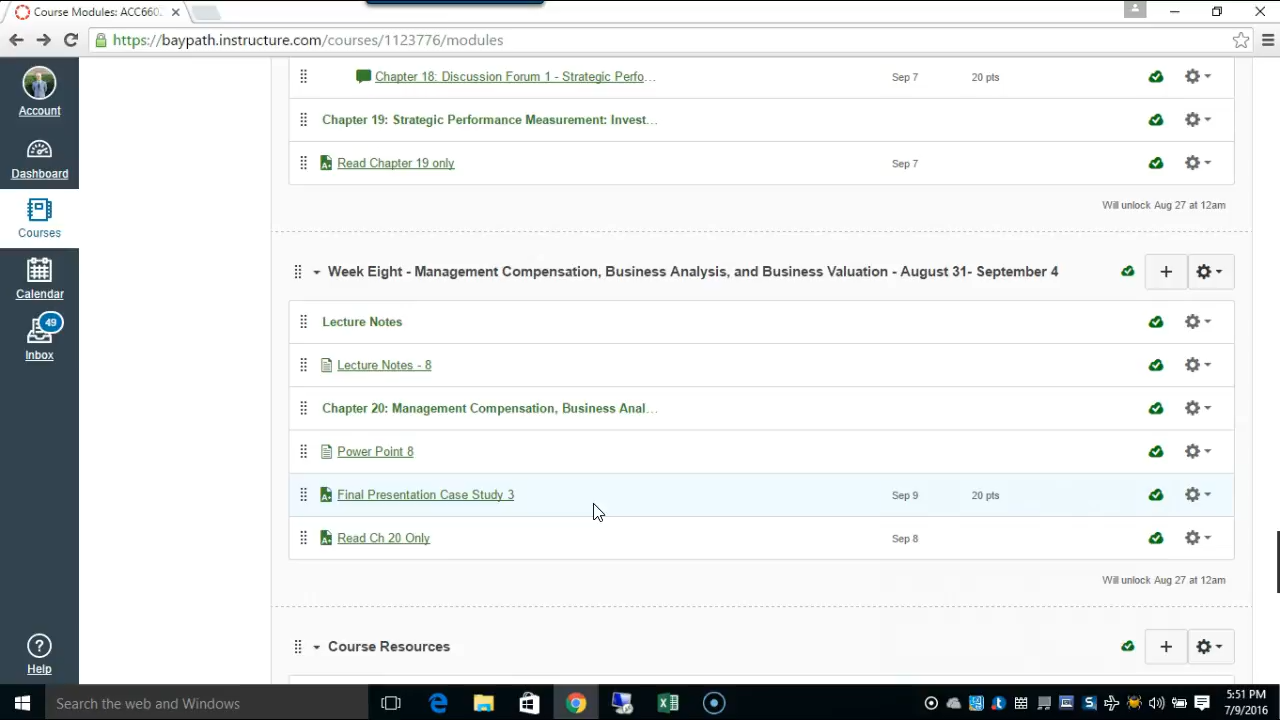 Course Modules: ACC660.
https://baypath.instructure.com/courses/1123776/modules
Account
Dashboard
Courses
Calendar
49
Inbox
Help
Chapter 18: Discussion Forum 1 - Strategic Perfo…
Sep 7
20 pts
Chapter 19: Strategic Performance Measurement: Invest…
Read Chapter 19 only
Sep 7
Will unlock Aug 27 at 12am
Week Eight - Management Compensation, Business Analysis, and Business Valuation - August 31- September 4
Lecture Notes
Lecture Notes - 8
Chapter 20: Management Compensation, Business Anal…
Power Point 8
Final Presentation Case Study 3
Sep 9
20 pts
Read Ch 20 Only
Sep 8
Will unlock Aug 27 at 12am
Course Resources
Search the web and Windows
5:51 PM
7/9/2016